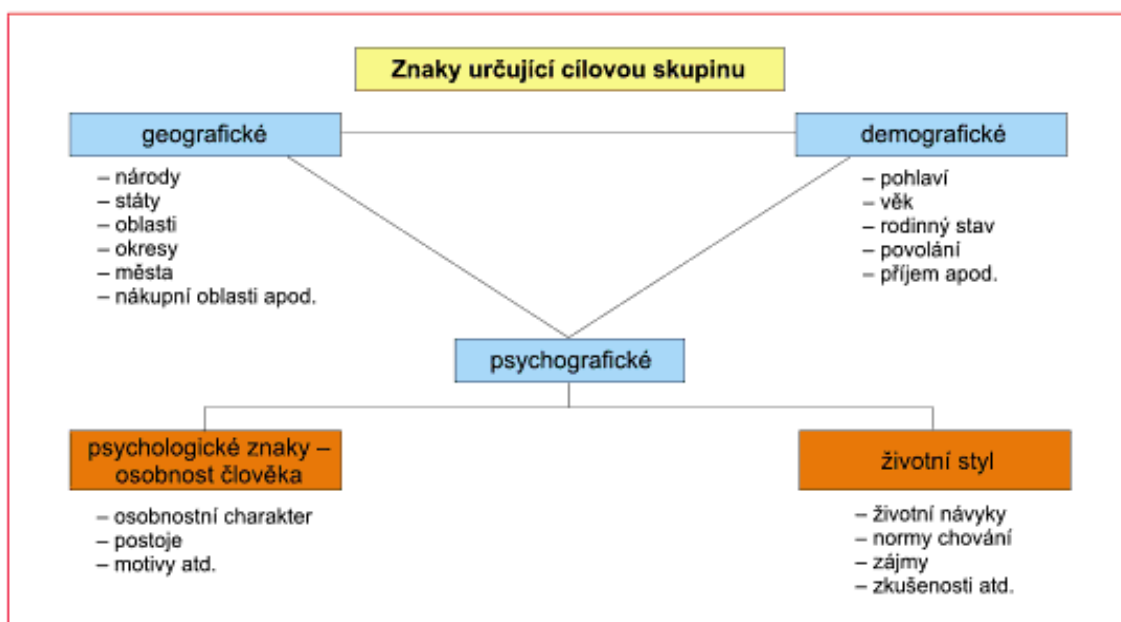 Znaky určující cílovou skupinu
geografické
– národy
– státy
– oblasti
– okresy
– města
– nákupní oblasti apod.
demografické
– pohlaví
– věk
– rodinný stav
– povolání
– příjem apod.
psychografické
psychologické znaky –
osobnost člověka
– osobnostní charakter
– postoje
– motivy atd.
životní styl
– životní návyky
– normy chování
– zájmy
– zkušenosti atd.